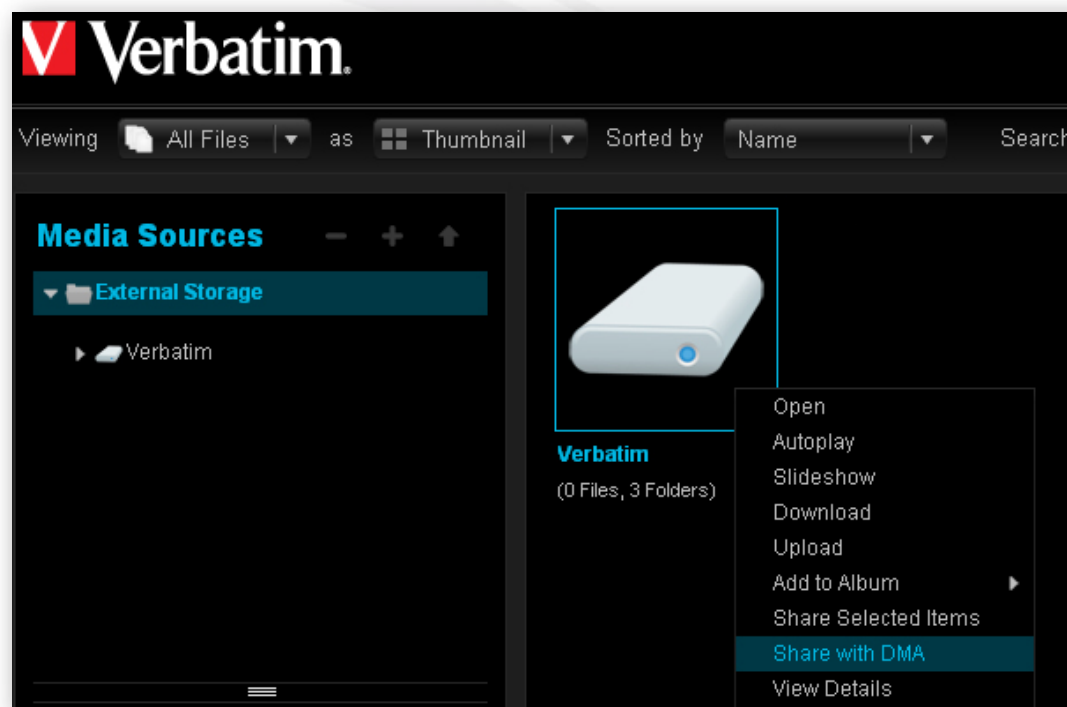 Verbatim.
Viewing All Files as Thumbnail Sorted by Name Search
Media Sources
External Storage
Verbatim
Verbatim
(0 Files, 3 Folders)
Open
Autoplay
Slideshow
Download
Upload
Add to Album
Share Selected Items
Share with DMA
View Details